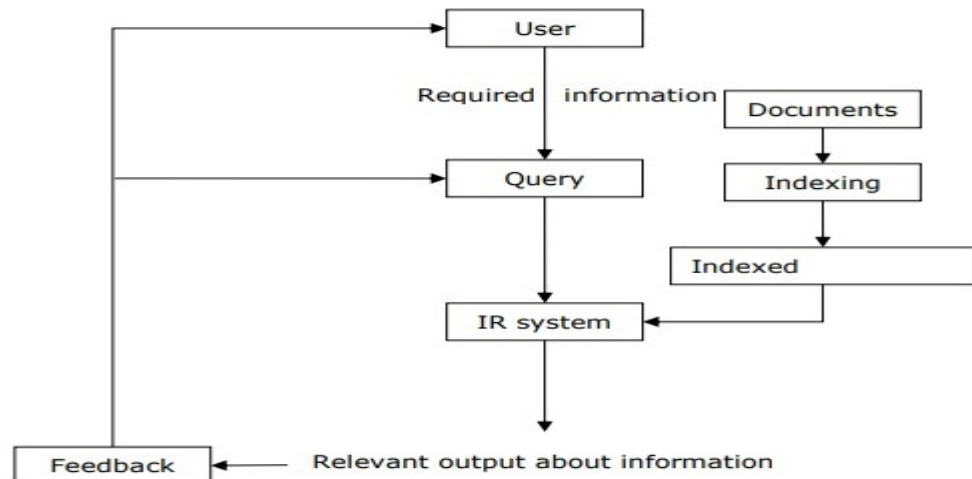 User
Required information
Documents
Query
Indexing
Indexed
IR system
Relevant output about information
Feedback